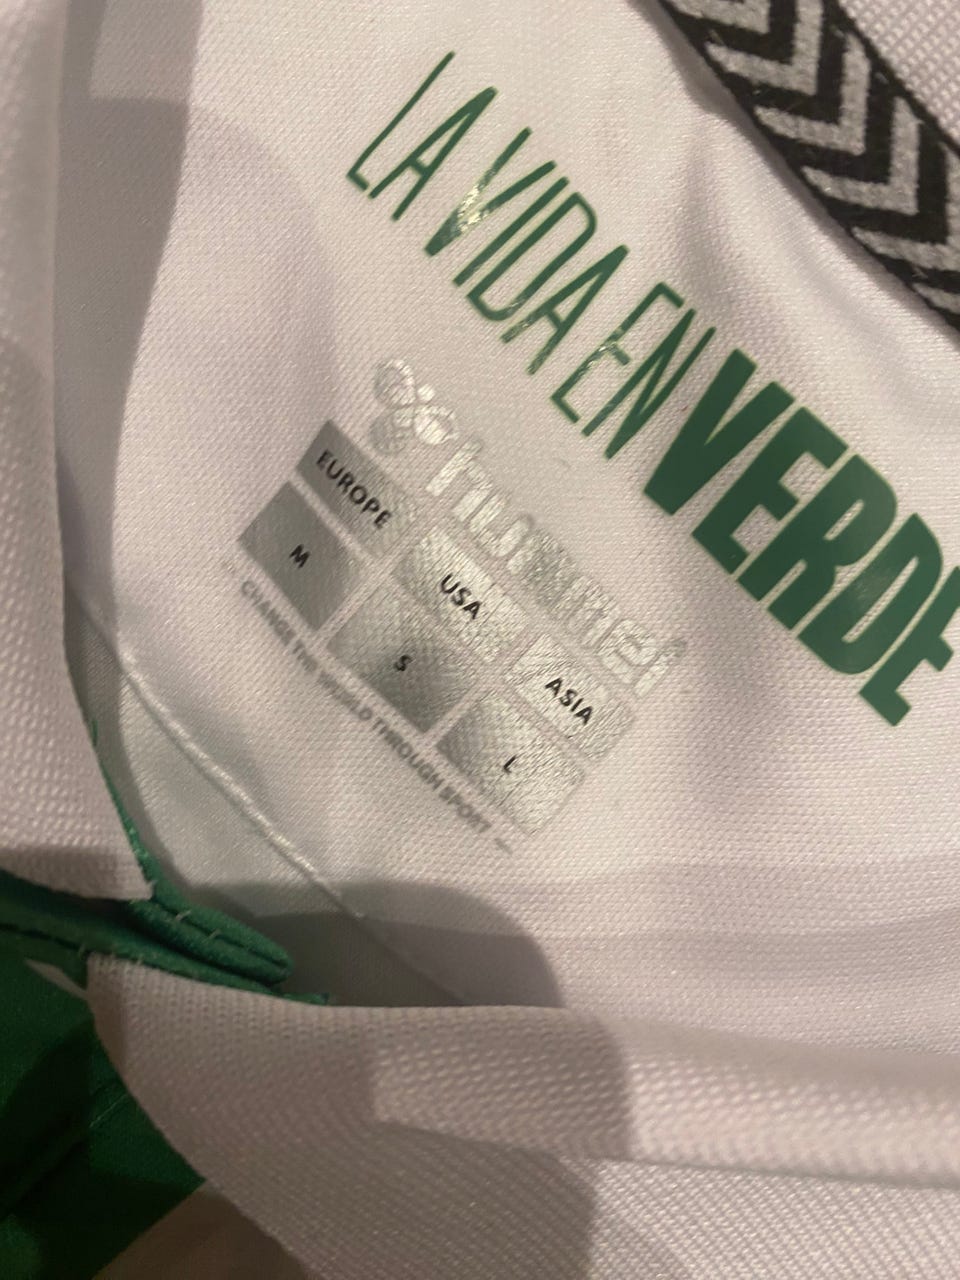 LA VIDA EN VERDE
hummel
EUROPE USA ASIA
M S L
CHANGE THE WORLD THROUGH SPORT